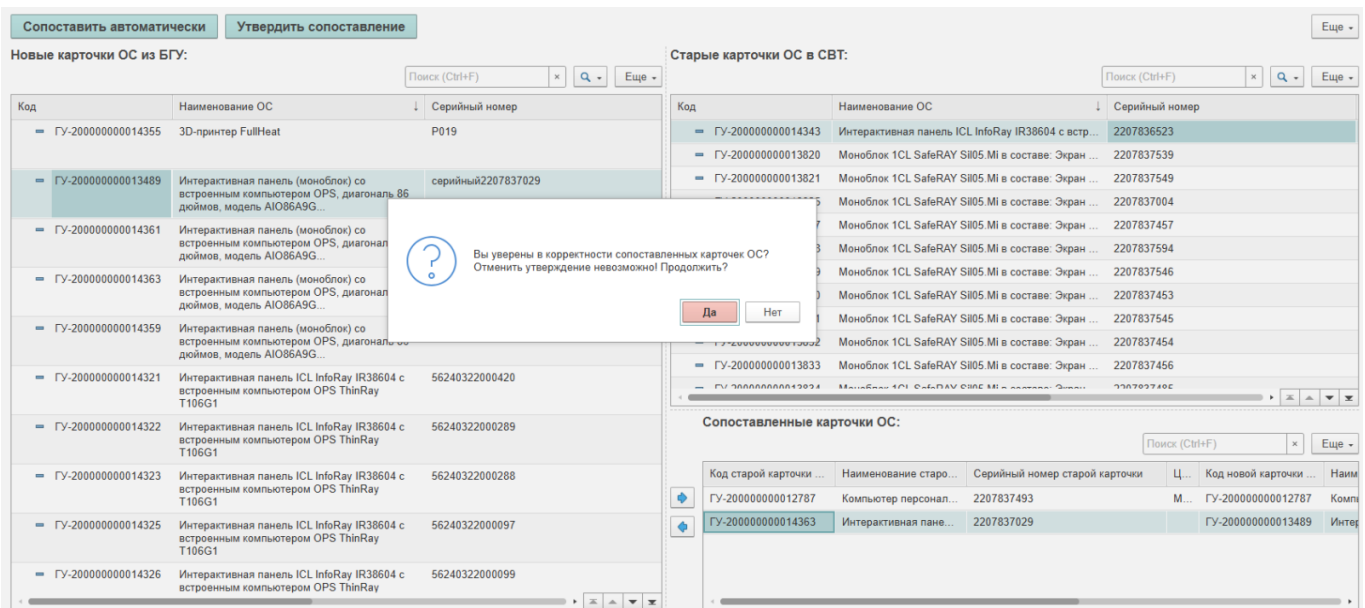 Сопоставить автоматически Утвердить сопоставление Еще
Новые карточки ОС из БГУ: Старые карточки ОС в СВТ:
Поиск (Ctrl+F) × Еще
Код Наименование ОС ↓ Серийный номер
ГУ-200000000014355 3D-принтер FullHeat P019
ГУ-200000000013489 Интерактивная панель (моноблок) со серийный2207837029
встроенным компьютером OPS, диагональ 86
дюймов, модель AIO86A9G...
ГУ-200000000014361 Интерактивная панель (моноблок) со
встроенным компьютером OPS, диагонал
дюймов, модель AIO86A9G...
ГУ-200000000014363 Интерактивная панель (моноблок) со
встроенным компьютером OPS, диагонал
дюймов, модель AIO86A9G...
ГУ-200000000014359 Интерактивная панель (моноблок) со
встроенным компьютером OPS, диагональ
дюймов, модель AIO86A9G...
ГУ-200000000014321 Интерактивная панель ICL InfoRay IR38604 с 56240322000420
встроенным компьютером OPS ThinRay
T106G1
ГУ-200000000014322 Интерактивная панель ICL InfoRay IR38604 с 56240322000289
встроенным компьютером OPS ThinRay
T106G1
ГУ-200000000014323 Интерактивная панель ICL InfoRay IR38604 с 56240322000288
встроенным компьютером OPS ThinRay
T106G1
ГУ-200000000014325 Интерактивная панель ICL InfoRay IR38604 с 56240322000097
встроенным компьютером OPS ThinRay
T106G1
ГУ-200000000014326 Интерактивная панель ICL InfoRay IR38604 с 56240322000099
встроенным компьютером OPS ThinRay
Поиск (Ctrl+F) × Еще
Код Наименование ОС ↓ Серийный номер
ГУ-200000000014343 Интерактивная панель ICL InfoRay IR38604 с встр... 2207836523
ГУ-200000000013820 Моноблок 1CL SafeRAY Sil05.Mi в составе: Экран ... 2207837539
ГУ-200000000013821 Моноблок 1CL SafeRAY Sil05.Mi в составе: Экран ... 2207837549
Моноблок 1CL SafeRAY Sil05.Mi в составе: Экран ... 2207837004
Моноблок 1CL SafeRAY Sil05.Mi в составе: Экран ... 2207837457
Моноблок 1CL SafeRAY Sil05.Mi в составе: Экран ... 2207837594
Моноблок 1CL SafeRAY Sil05.Mi в составе: Экран ... 2207837546
Моноблок 1CL SafeRAY Sil05.Mi в составе: Экран ... 2207837453
Моноблок 1CL SafeRAY Sil05.Mi в составе: Экран ... 2207837545
Моноблок 1CL SafeRAY Sil05.Mi в составе: Экран ... 2207837454
ГУ-200000000013833 Моноблок 1CL SafeRAY Sil05.Mi в составе: Экран ... 2207837456
ГУ-200000000013834 Моноблок 1CL SafeRAY Sil05.Mi в составе: Экран ... 2207837485
Вы уверены в корректности сопоставленных карточек ОС?
Отменить утверждение невозможно! Продолжить?
Да Нет
Сопоставленные карточки ОС:
Поиск (Ctrl+F) × Еще
Код старой карточки ... Наименование старо... Серийный номер старой карточки Ц... Код новой карточки ... Наим
ГУ-200000000012787 Компьютер персонал... 2207837493 М... ГУ-200000000012787 Комп
ГУ-200000000014363 Интерактивная пане... 2207837029 ГУ-200000000013489 Интер